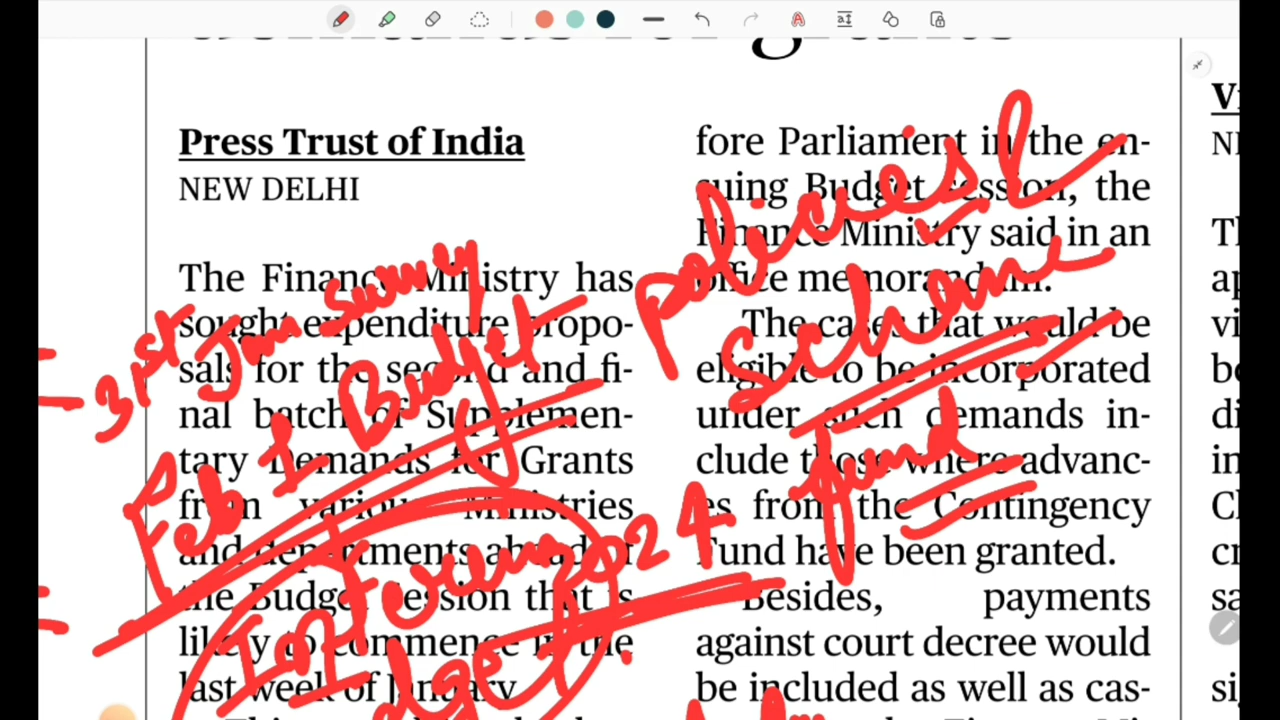 Press Trust of India
NEW DELHI
The Finance Ministry has
sought expenditure propo-
sals for the second and fi-
nal batch of Supplemen-
tary Demands for Grants
from various Ministries
and departments ahead of
the Budget Session that is
likely to commence in the
last week of January.
fore Parliament in the en-
suing Budget session, the
Finance Ministry said in an
office memorandum.
The cases that would be
eligible to be incorporated
under such demands in-
clude those where advanc-
es from the Contingency
Fund have been granted.
Besides, payments
against court decree would
be included as well as cas-
31st Jan survey
Feb 1 Budget
policies &
scheme
fund
Interim 2024
NE